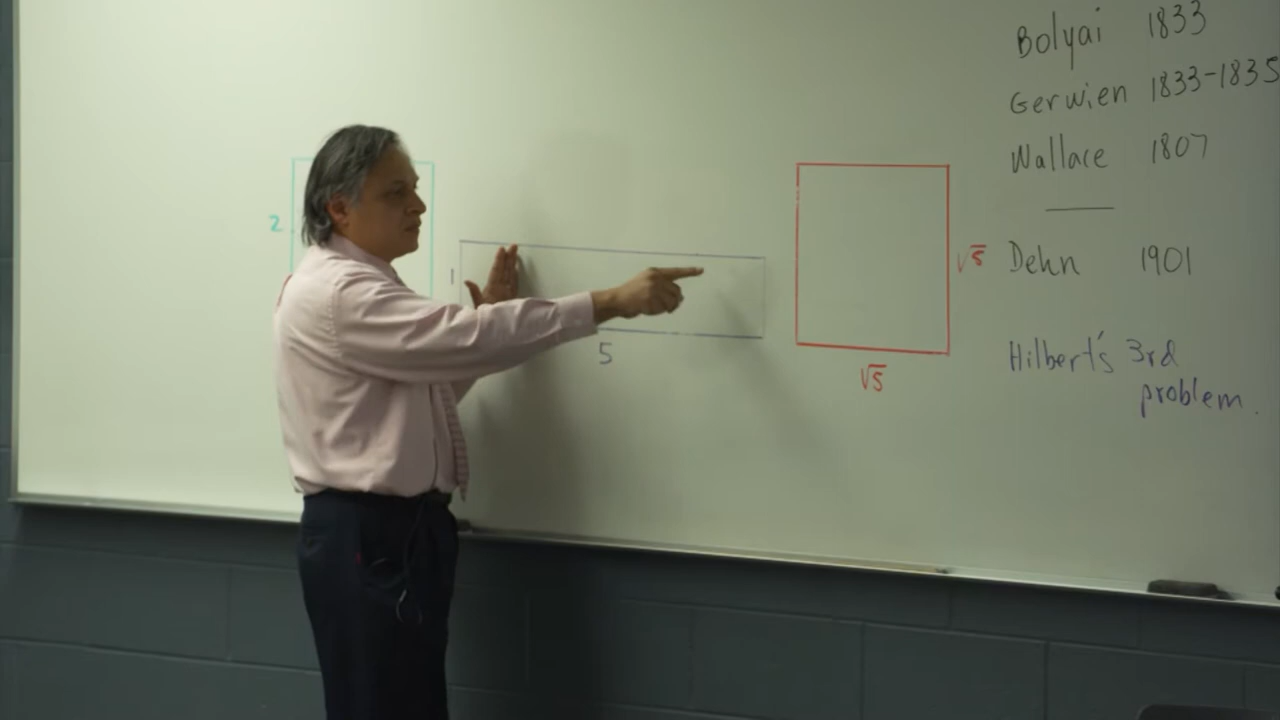 2
1
5
√5
√5
Bolyai 1833
Gerwien 1833-1835
Wallace 1807
Dehn 1901
Hilbert's 3rd
problem.